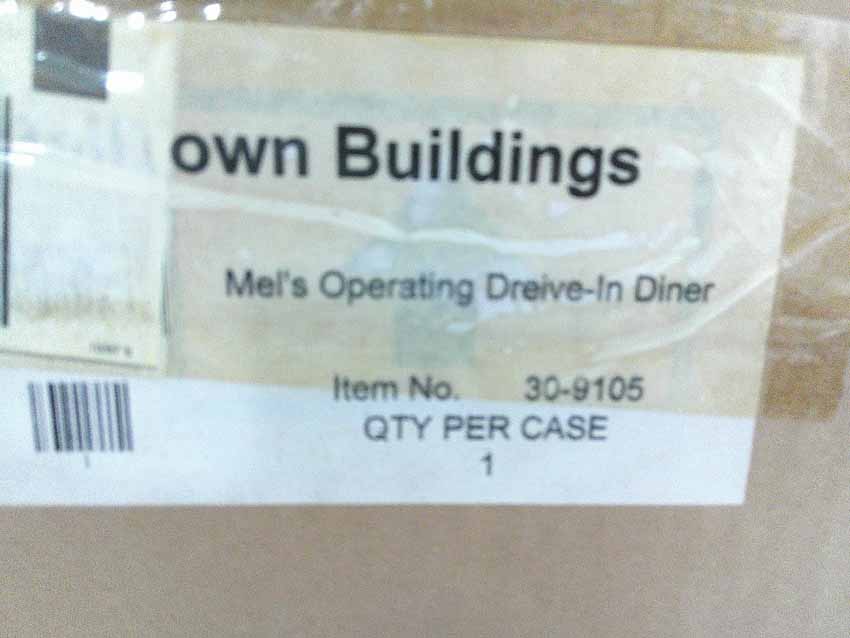 own Buildings
Mel's Operating Dreive-In Diner
Item No. 30-9105
QTY PER CASE
1